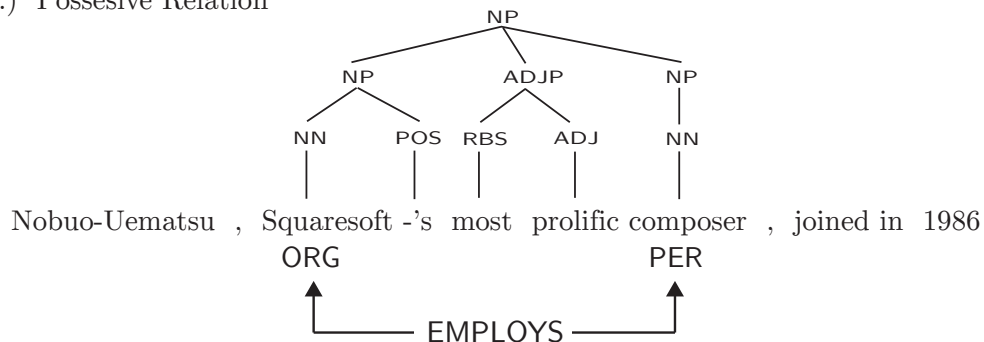 .) Possesive Relation
NP
NP ADJP NP
NN POS RBS ADJ NN
Nobuo-Uematsu , Squaresoft -'s most prolific composer , joined in 1986
ORG PER
EMPLOYS